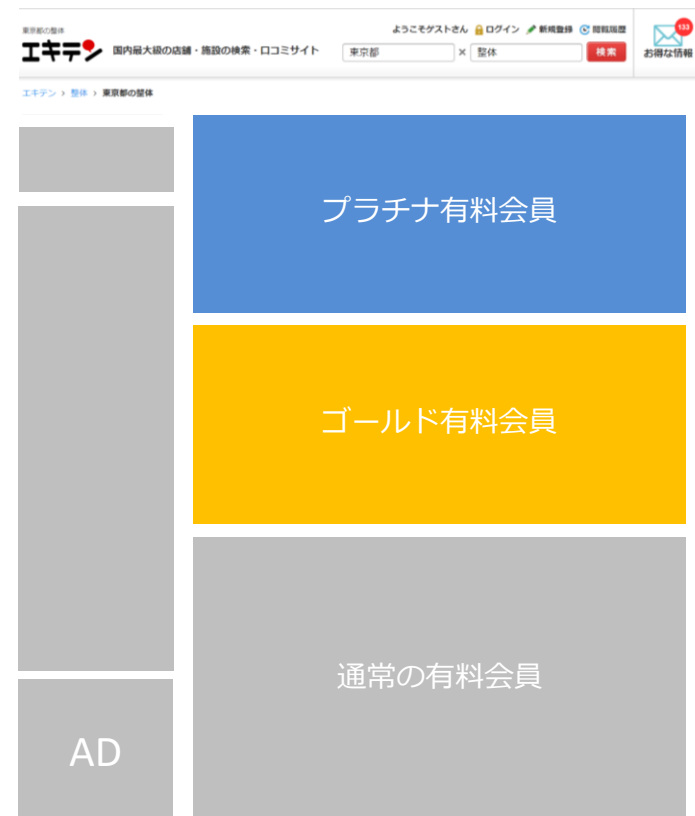 東京都の整体
エキテン 国内最大級の店舗・施設の検索・口コミサイト
ようこそゲストさん ログイン 新規登録 閲覧履歴
東京都 × 整体 検索
133
お得な情報
エキテン › 整体 › 東京都の整体
プラチナ有料会員
ゴールド有料会員
通常の有料会員
AD